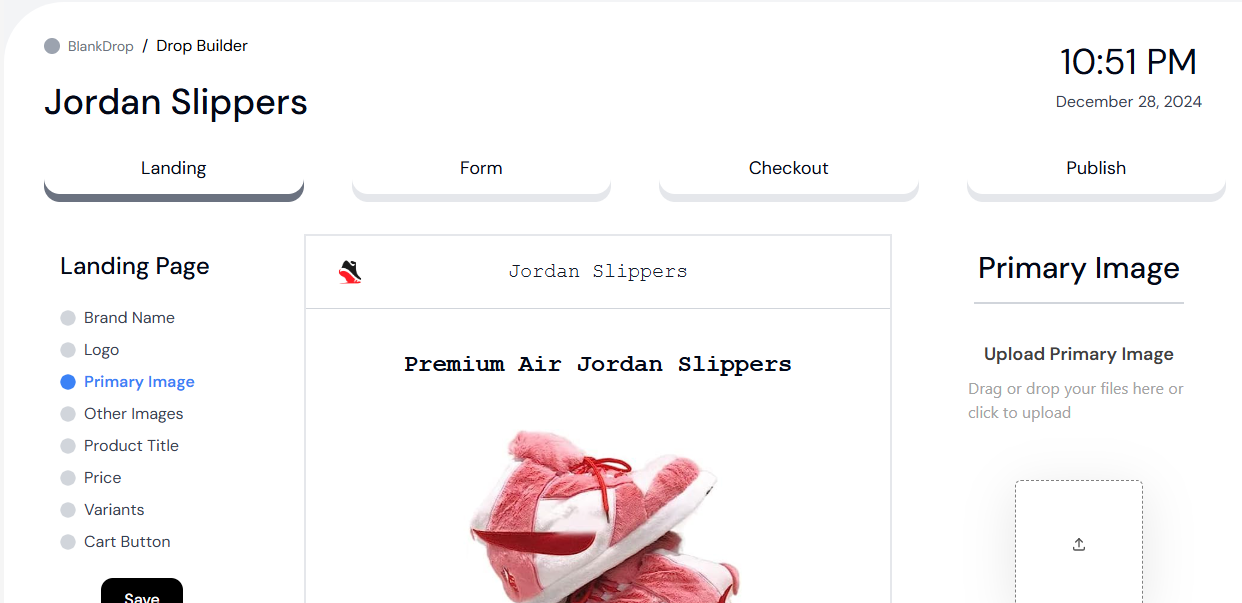 BlankDrop / Drop Builder
10:51 PM
December 28, 2024
Jordan Slippers
Landing
Form
Checkout
Publish
Landing Page
Brand Name
Logo
Primary Image
Other Images
Product Title
Price
Variants
Cart Button
Save
Jordan Slippers
Premium Air Jordan Slippers
Primary Image
Upload Primary Image
Drag or drop your files here or
click to upload